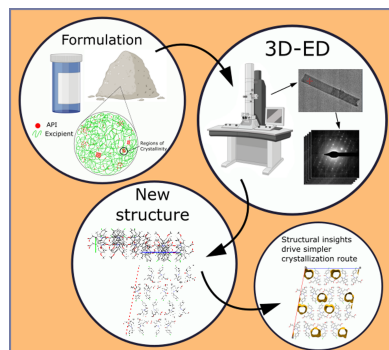 Formulation
API
Excipient
Regions of
Crystallinity
3D-ED
New
structure
Structural insights
drive simpler
crystallization route